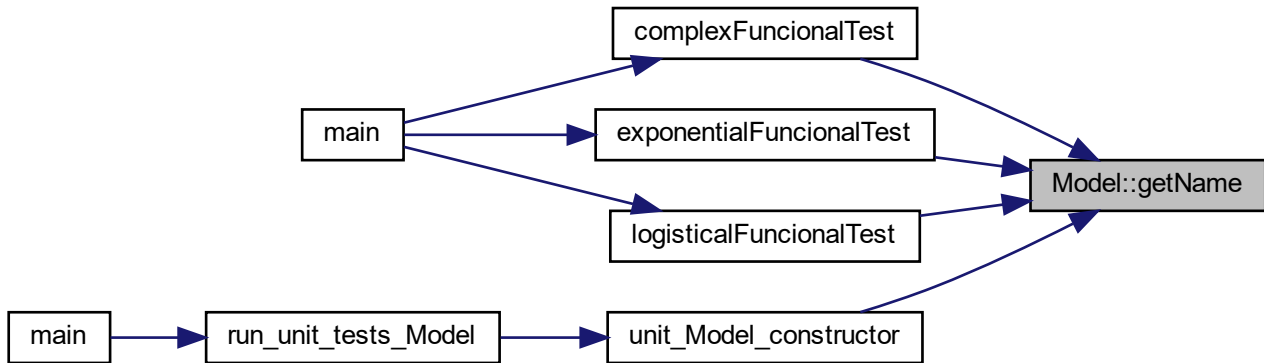 complexFuncionalTest
main
exponentialFuncionalTest
Model::getName
logisticalFuncionalTest
main
run_unit_tests_Model
unit_Model_constructor